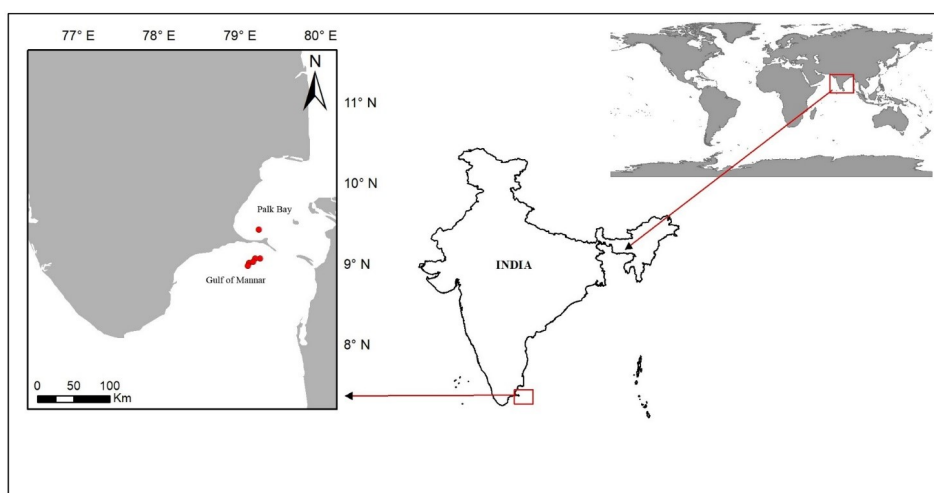 77° E 78° E 79° E 80° E
N
11° N
10° N
Palk Bay
9° N
Gulf of Mannar
8° N
0 50 100
Km
INDIA